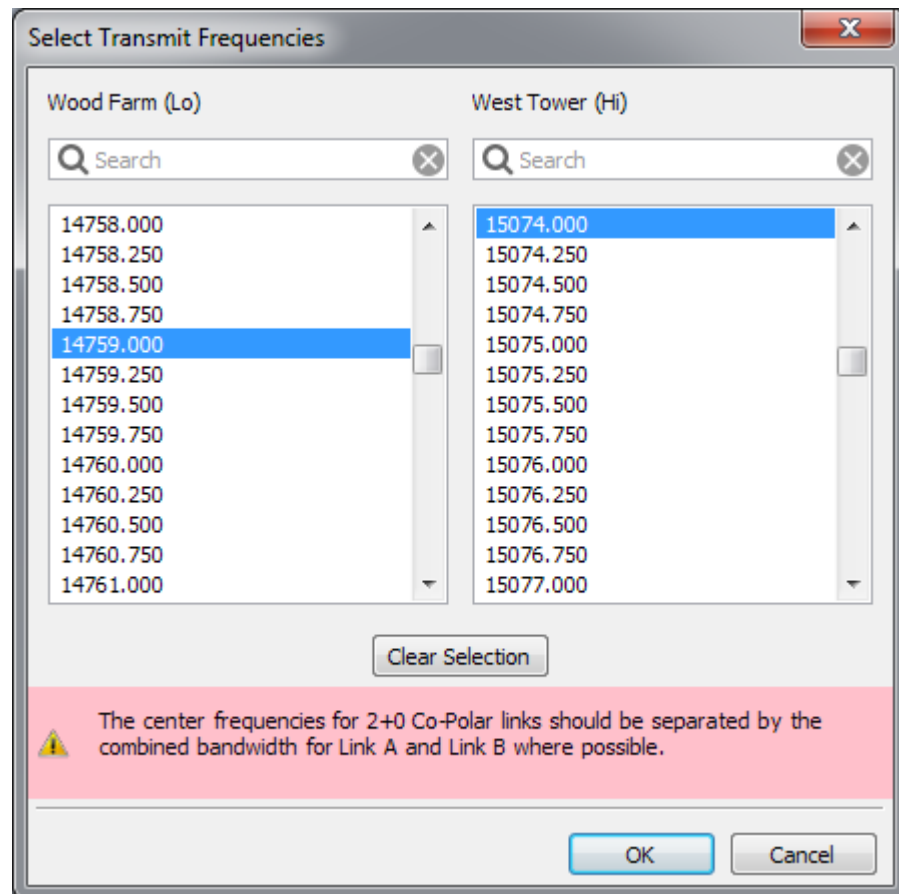 Select Transmit Frequencies
Wood Farm (Lo)
West Tower (Hi)
Search
Search
14758.000
14758.250
14758.500
14758.750
14759.000
14759.250
14759.500
14759.750
14760.000
14760.250
14760.500
14760.750
14761.000
15074.000
15074.250
15074.500
15074.750
15075.000
15075.250
15075.500
15075.750
15076.000
15076.250
15076.500
15076.750
15077.000
Clear Selection
The center frequencies for 2+0 Co-Polar links should be separated by the
combined bandwidth for Link A and Link B where possible.
OK
Cancel